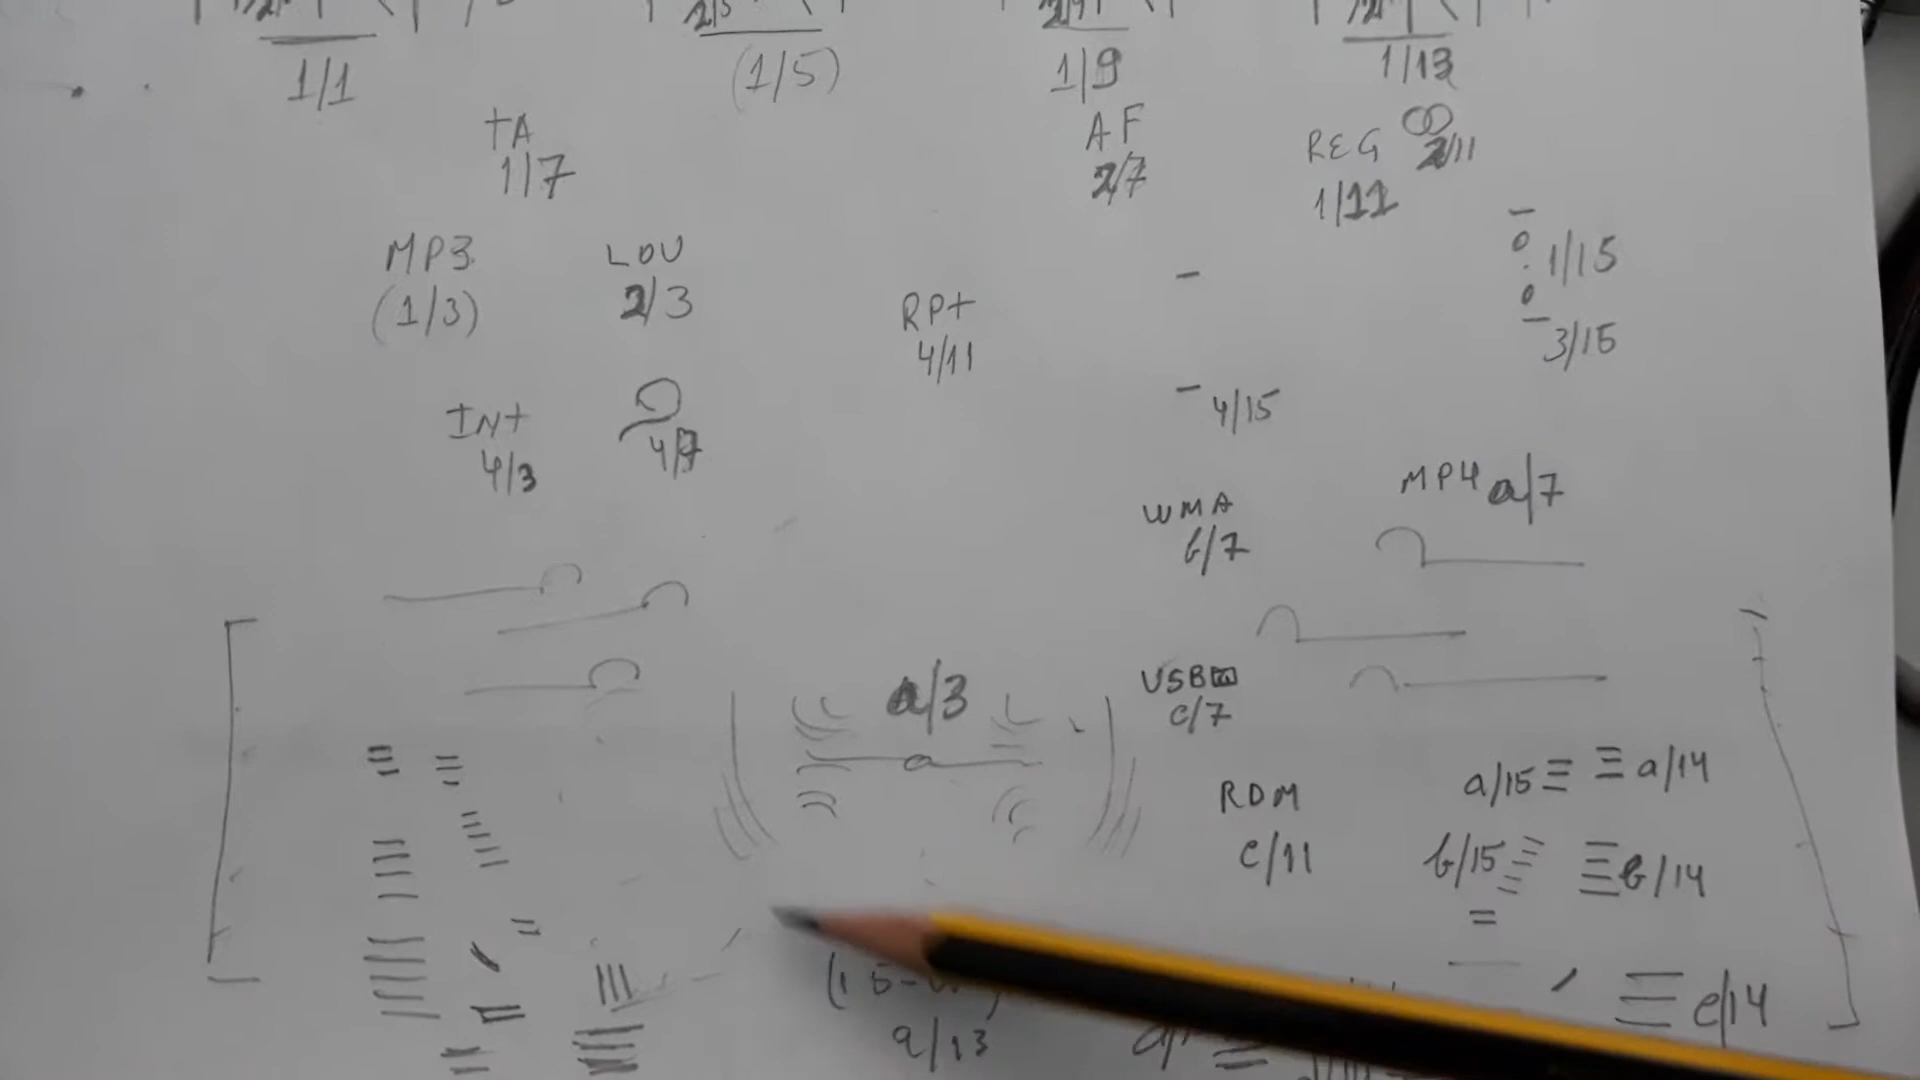 1/1 (1/5) 1/9 1/13
TA AF REG
1/7 2/7 1/11 2/11
MP3 LOU 1/15
(1/3) 2/3 RPT 3/15
4/11
INT 4/15
4/3 4/7
WMA MP4 a/7
b/7
a/3 USB
c/7
RDM a/15 a/14
c/11 b/15 b/14
c/14
a/13